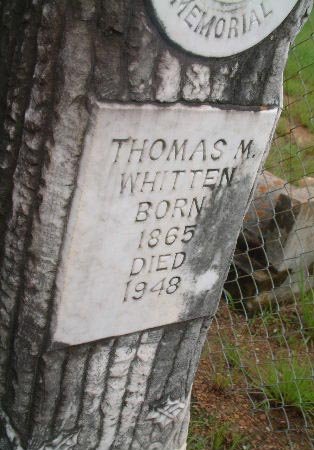 MEMORIAL
THOMAS M.
WHITTEN
BORN
1865
DIED
1948